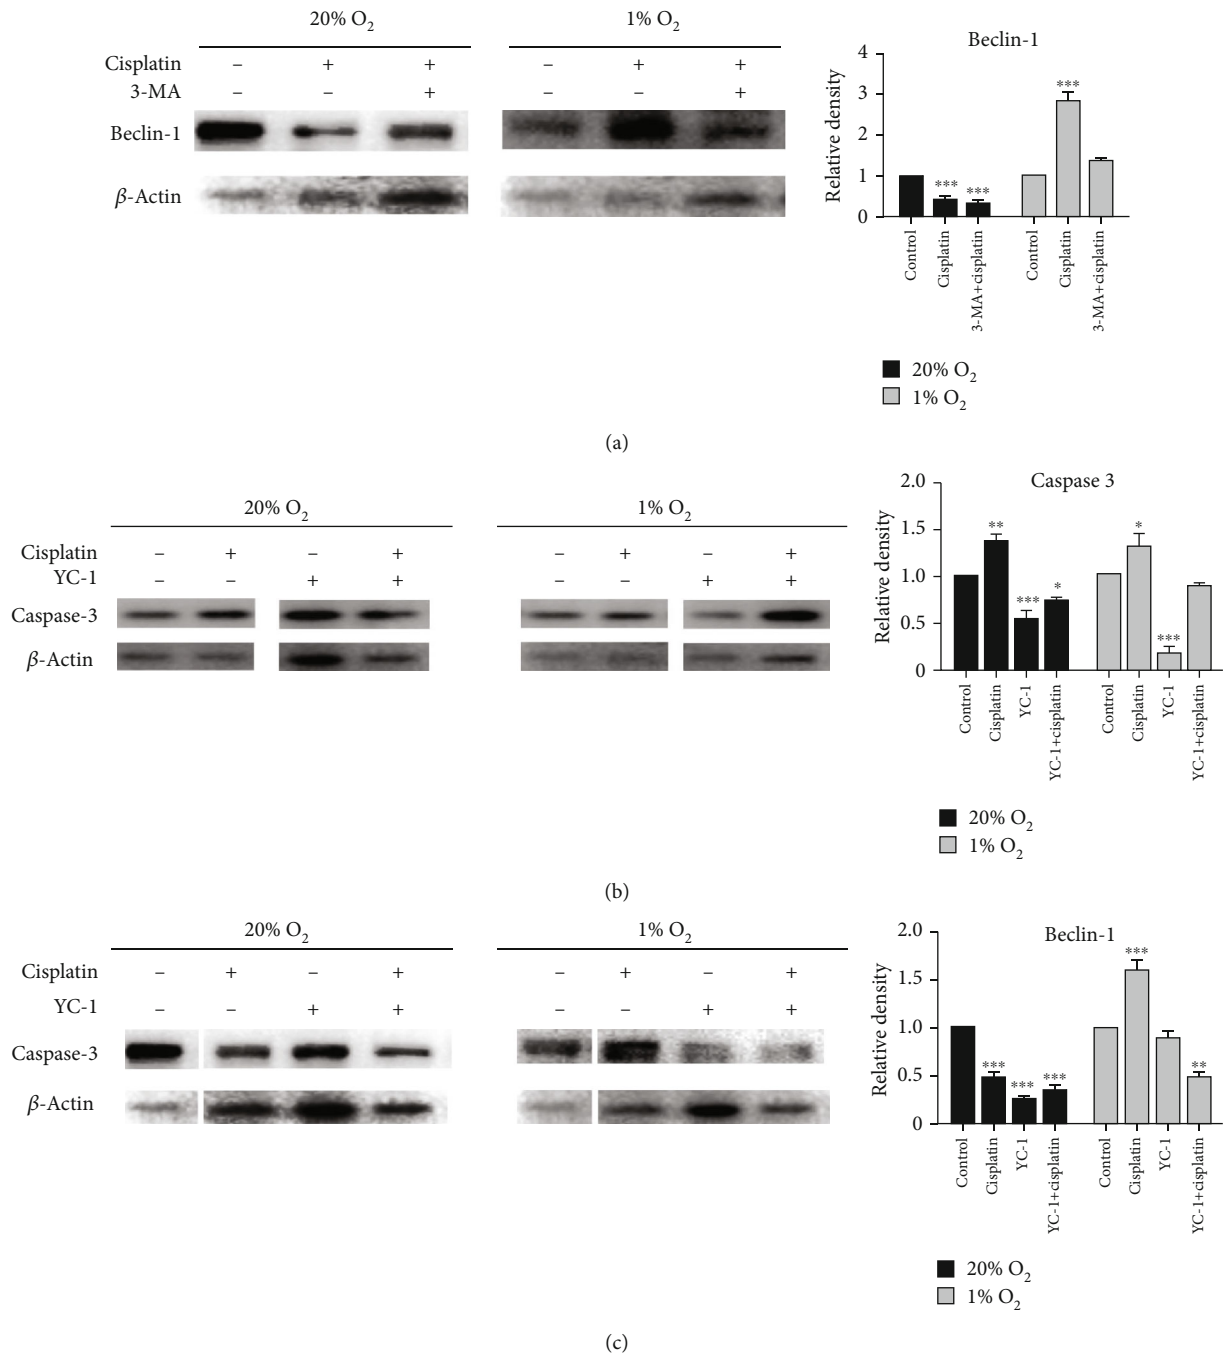 20% O2
1% O2
Cisplatin – + + – + +
3-MA – – + – – +
Beclin-1
β-Actin
Beclin-1
Relative density
4
3
2
1
0
***
***
***
Control
Cisplatin
3-MA+cisplatin
Control
Cisplatin
3-MA+cisplatin
20% O2
1% O2
(a)
20% O2
1% O2
Cisplatin – + – + – + – +
YC-1 – – + + – – + +
Caspase-3
β-Actin
Caspase 3
Relative density
2.0
1.5
1.0
0.5
0
**
***
*
*
***
Control
Cisplatin
YC-1
YC-1+cisplatin
Control
Cisplatin
YC-1
YC-1+cisplatin
20% O2
1% O2
(b)
20% O2
1% O2
Cisplatin – + – + – + – +
YC-1 – – + + – – + +
Caspase-3
β-Actin
Beclin-1
Relative density
2.0
1.5
1.0
0.5
0
***
***
***
***
**
Control
Cisplatin
YC-1
YC-1+cisplatin
Control
Cisplatin
YC-1
YC-1+cisplatin
20% O2
1% O2
(c)